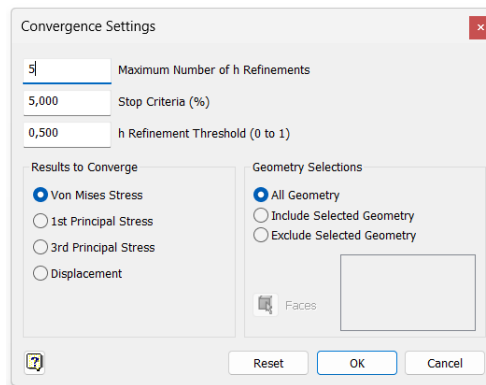 Convergence Settings
5 Maximum Number of h Refinements
5,000 Stop Criteria (%)
0,500 h Refinement Threshold (0 to 1)
Results to Converge
Von Mises Stress
1st Principal Stress
3rd Principal Stress
Displacement
Geometry Selections
All Geometry
Include Selected Geometry
Exclude Selected Geometry
Faces
Reset OK Cancel